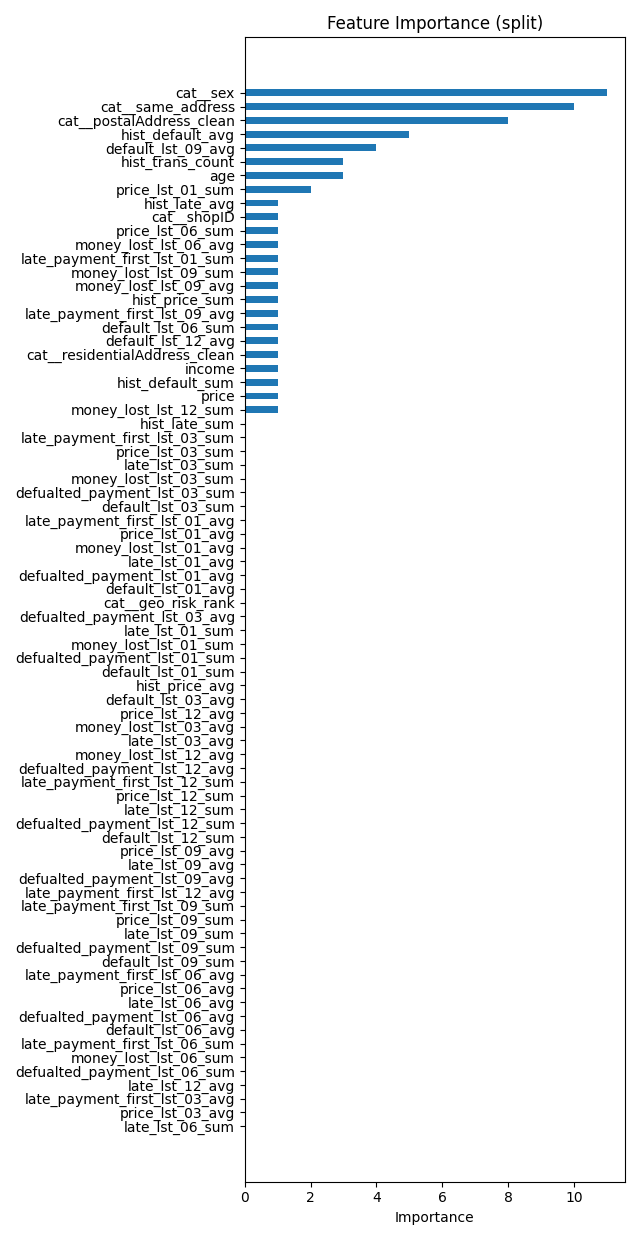 Feature Importance (split)
cat__sex
cat__same_address
cat__postalAddress_clean
hist_default_avg
default_lst_09_avg
hist_trans_count
age
price_lst_01_sum
hist_late_avg
cat__shopID
price_lst_06_sum
money_lost_lst_06_avg
late_payment_first_lst_01_sum
money_lost_lst_09_sum
money_lost_lst_09_avg
hist_price_sum
late_payment_first_lst_09_avg
default_lst_06_sum
default_lst_12_avg
cat__residentialAddress_clean
income
hist_default_sum
price
money_lost_lst_12_sum
hist_late_sum
late_payment_first_lst_03_sum
price_lst_03_sum
late_lst_03_sum
money_lost_lst_03_sum
defualted_payment_lst_03_sum
default_lst_03_sum
late_payment_first_lst_01_avg
price_lst_01_avg
money_lost_lst_01_avg
late_lst_01_avg
defualted_payment_lst_01_avg
default_lst_01_avg
cat__geo_risk_rank
defualted_payment_lst_03_avg
late_lst_01_sum
money_lost_lst_01_sum
defualted_payment_lst_01_sum
default_lst_01_sum
hist_price_avg
default_lst_03_avg
price_lst_12_avg
money_lost_lst_03_avg
late_lst_03_avg
money_lost_lst_12_avg
defualted_payment_lst_12_avg
late_payment_first_lst_12_sum
price_lst_12_sum
late_lst_12_sum
defualted_payment_lst_12_sum
default_lst_12_sum
price_lst_09_avg
late_lst_09_avg
defualted_payment_lst_09_avg
late_payment_first_lst_12_avg
late_payment_first_lst_09_sum
price_lst_09_sum
late_lst_09_sum
defualted_payment_lst_09_sum
default_lst_09_sum
late_payment_first_lst_06_avg
price_lst_06_avg
late_lst_06_avg
defualted_payment_lst_06_avg
default_lst_06_avg
late_payment_first_lst_06_sum
money_lost_lst_06_sum
defualted_payment_lst_06_sum
late_lst_12_avg
late_payment_first_lst_03_avg
price_lst_03_avg
late_lst_06_sum
0 2 4 6 8 10
Importance